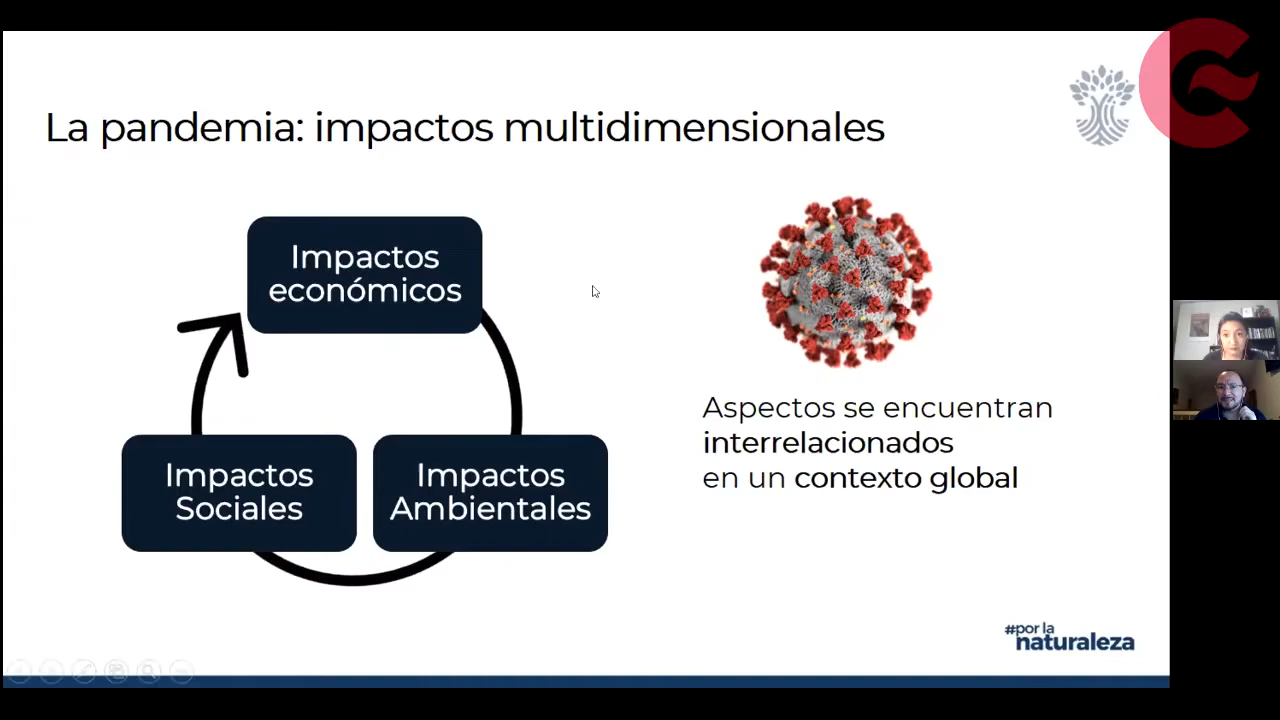 La pandemia: impactos multidimensionales
Impactos
económicos
Impactos
Sociales
Impactos
Ambientales
Aspectos se encuentran
interrelacionados
en un contexto global
#por la
naturaleza